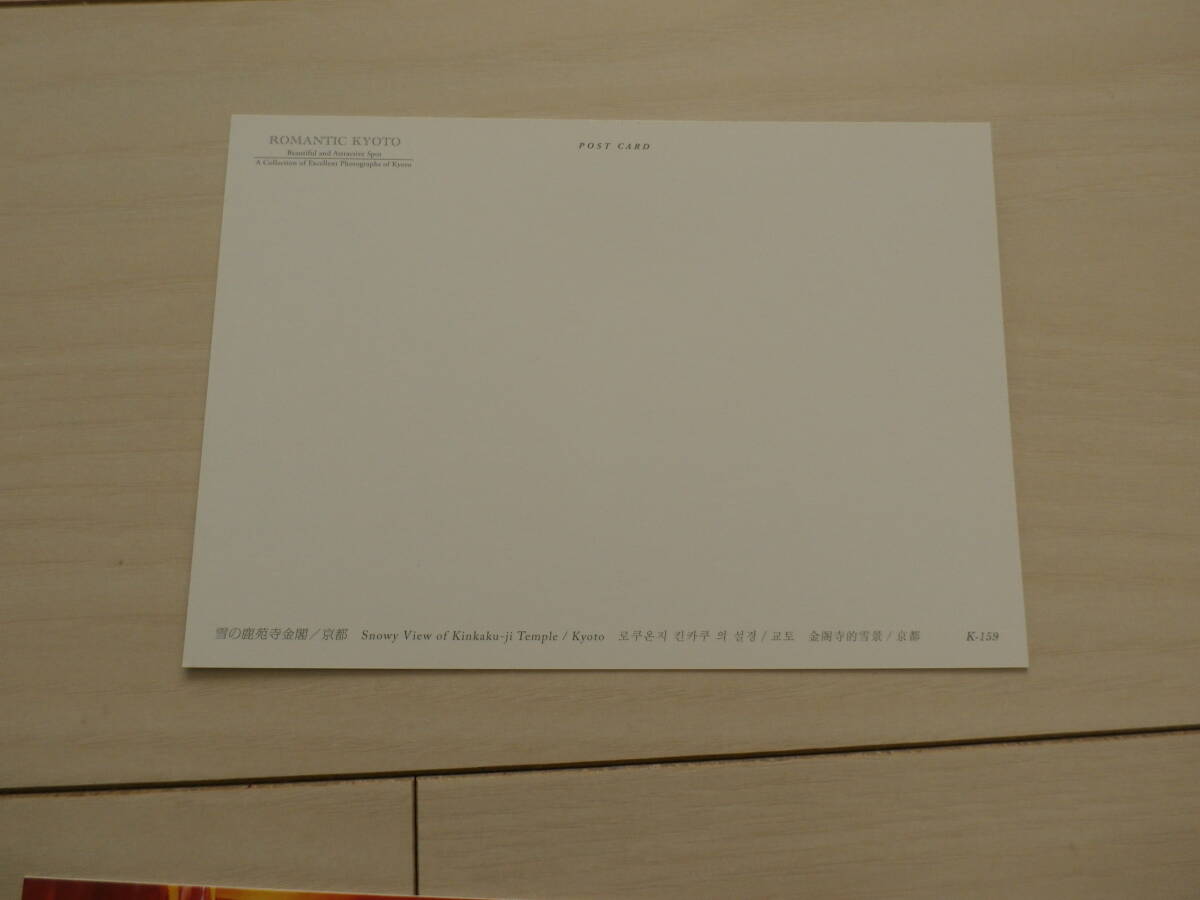 ROMANTIC KYOTO
Beautiful and Attractive Spot
A Collection of Excellent Photographs of Kyoto
POST CARD
雪の鹿苑寺金閣／京都 Snowy View of Kinkaku-ji Temple / Kyoto 로쿠온지 킨카쿠 의 설경 / 교토 金閣寺的雪景 / 京都 K-159